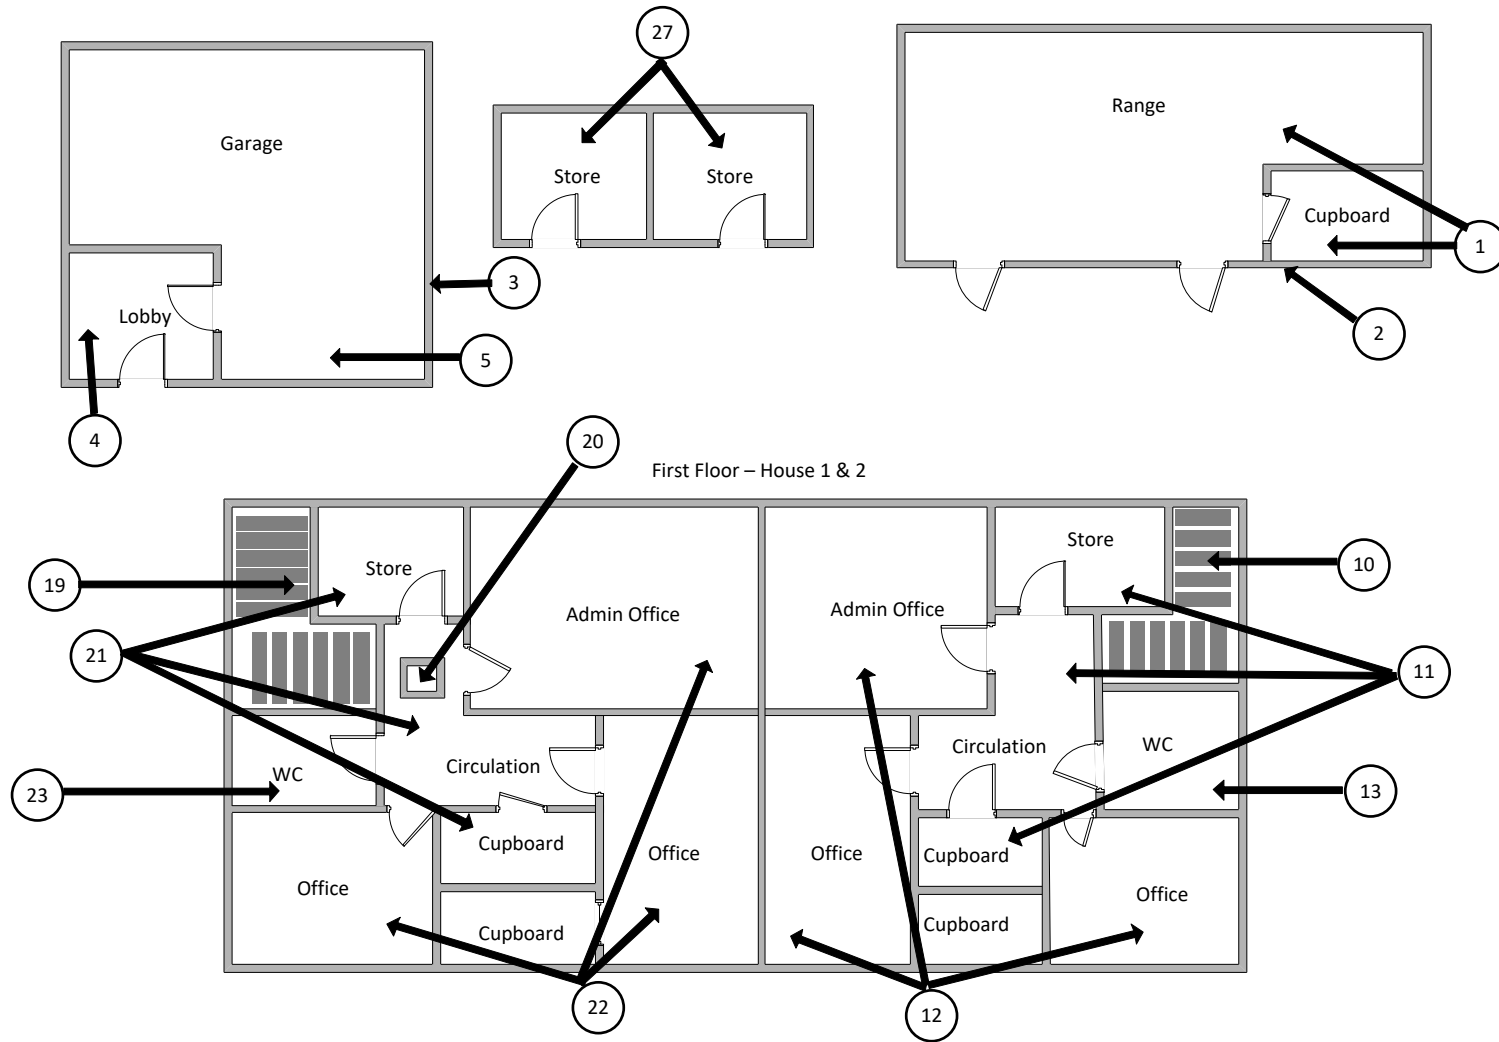 27
Garage
Store
Store
Range
Cupboard
1
3
2
Lobby
5
4
20
First Floor – House 1 & 2
19
Store
Admin Office
Admin Office
Store
10
21
11
WC
Circulation
Circulation
WC
23
13
Cupboard
Office
Office
Cupboard
Office
Office
Cupboard
Cupboard
22
12